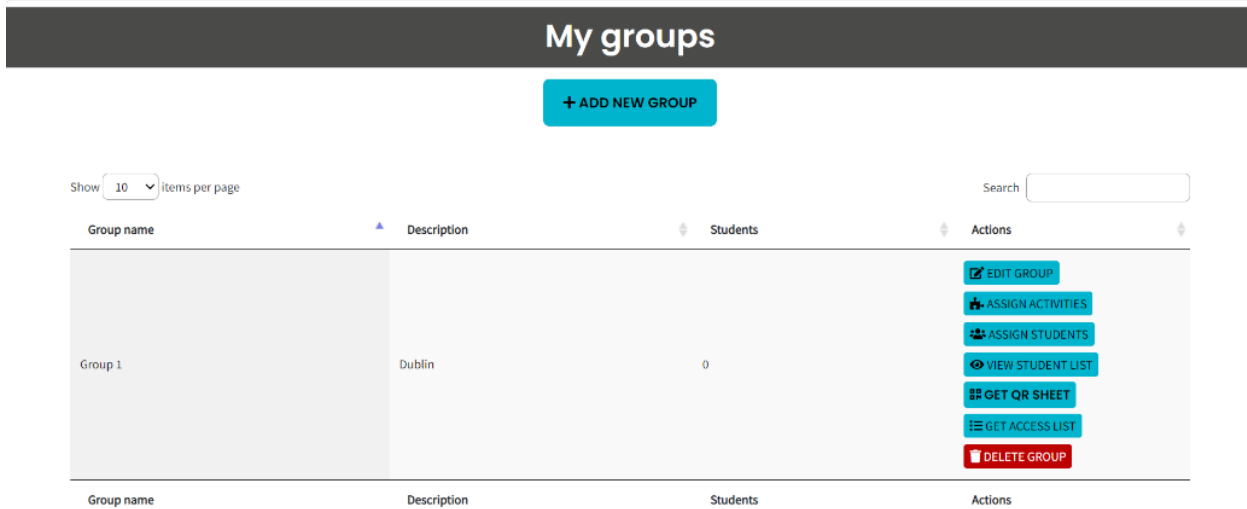 My groups
+ ADD NEW GROUP
Show 10 items per page
Search
Group name Description Students Actions
EDIT GROUP
ASSIGN ACTIVITIES
ASSIGN STUDENTS
Group 1 Dublin 0 VIEW STUDENT LIST
GET QR SHEET
GET ACCESS LIST
DELETE GROUP
Group name Description Students Actions